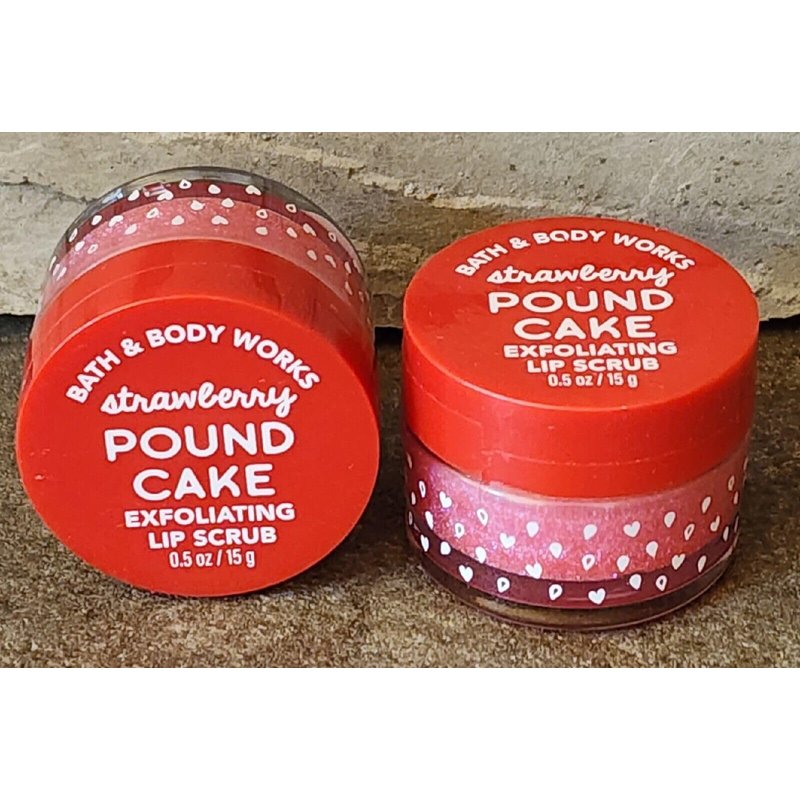 BATH & BODY WORKS
strawberry
POUND
CAKE
EXFOLIATING
LIP SCRUB
0.5 oz / 15 g
BATH & BODY WORKS
strawberry
POUND
CAKE
EXFOLIATING
LIP SCRUB
0.5 oz / 15 g